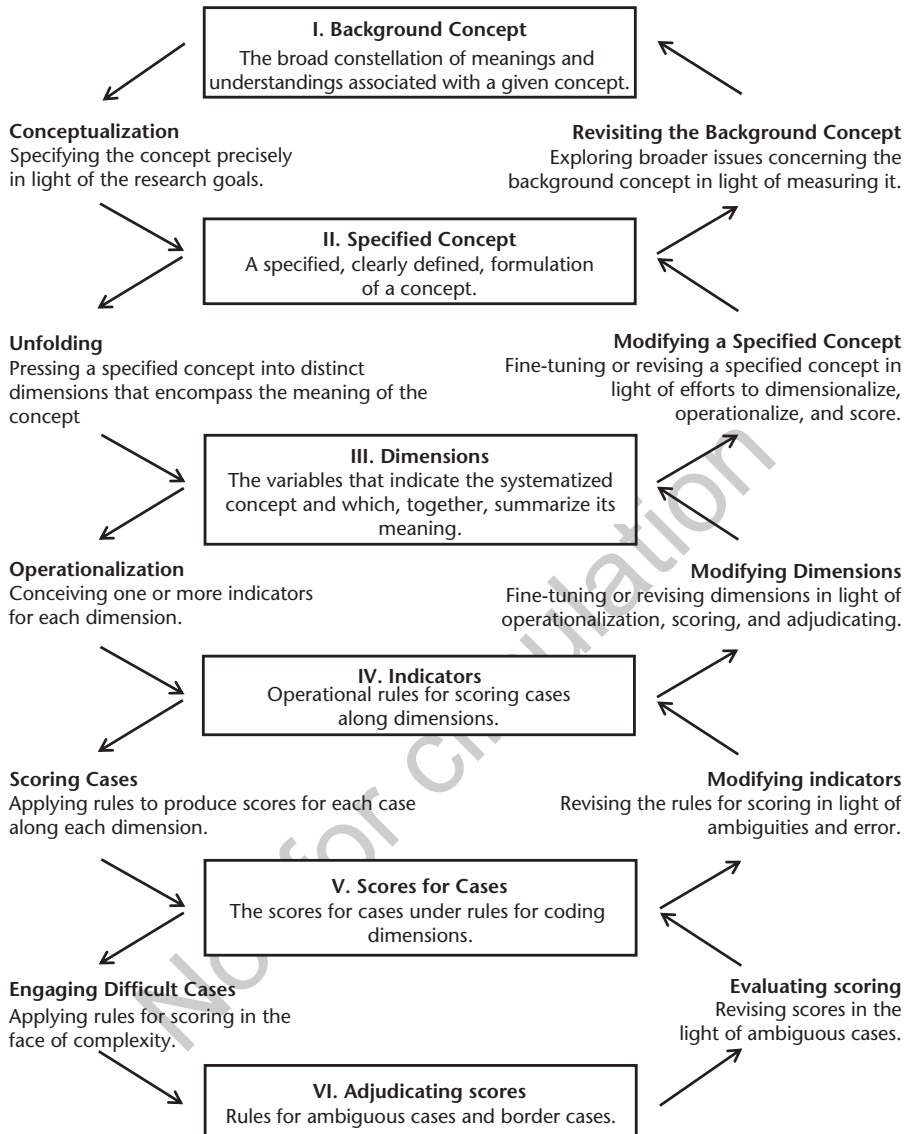 I. Background Concept
The broad constellation of meanings and
understandings associated with a given concept.
Conceptualization
Specifying the concept precisely
in light of the research goals.
Revisiting the Background Concept
Exploring broader issues concerning the
background concept in light of measuring it.
II. Specified Concept
A specified, clearly defined, formulation
of a concept.
Unfolding
Pressing a specified concept into distinct
dimensions that encompass the meaning of the
concept
Modifying a Specified Concept
Fine-tuning or revising a specified concept in
light of efforts to dimensionalize,
operationalize, and score.
III. Dimensions
The variables that indicate the systematized
concept and which, together, summarize its
meaning.
Operationalization
Conceiving one or more indicators
for each dimension.
Modifying Dimensions
Fine-tuning or revising dimensions in light of
operationalization, scoring, and adjudicating.
IV. Indicators
Operational rules for scoring cases
along dimensions.
Scoring Cases
Applying rules to produce scores for each case
along each dimension.
Modifying indicators
Revising the rules for scoring in light of
ambiguities and error.
V. Scores for Cases
The scores for cases under rules for coding
dimensions.
Engaging Difficult Cases
Applying rules for scoring in the
face of complexity.
Evaluating scoring
Revising scores in the
light of ambiguous cases.
VI. Adjudicating scores
Rules for ambiguous cases and border cases.
Not for circulation